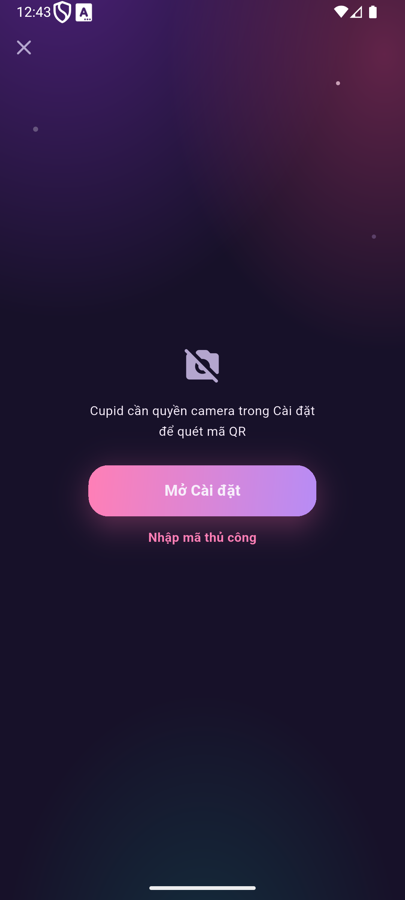 12:43
A
Cupid cần quyền camera trong Cài đặt
để quét mã QR
Mở Cài đặt
Nhập mã thủ công